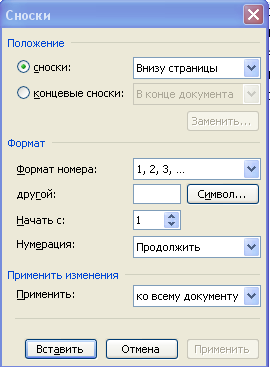 Сноски
Положение
сноски: Внизу страницы
концевые сноски: В конце документа
Заменить...
Формат
Формат номера: 1, 2, 3, ...
другой: Символ...
Начать с: 1
Нумерация: Продолжить
Применить изменения
Применить: ко всему документу
Вставить Отмена Применить